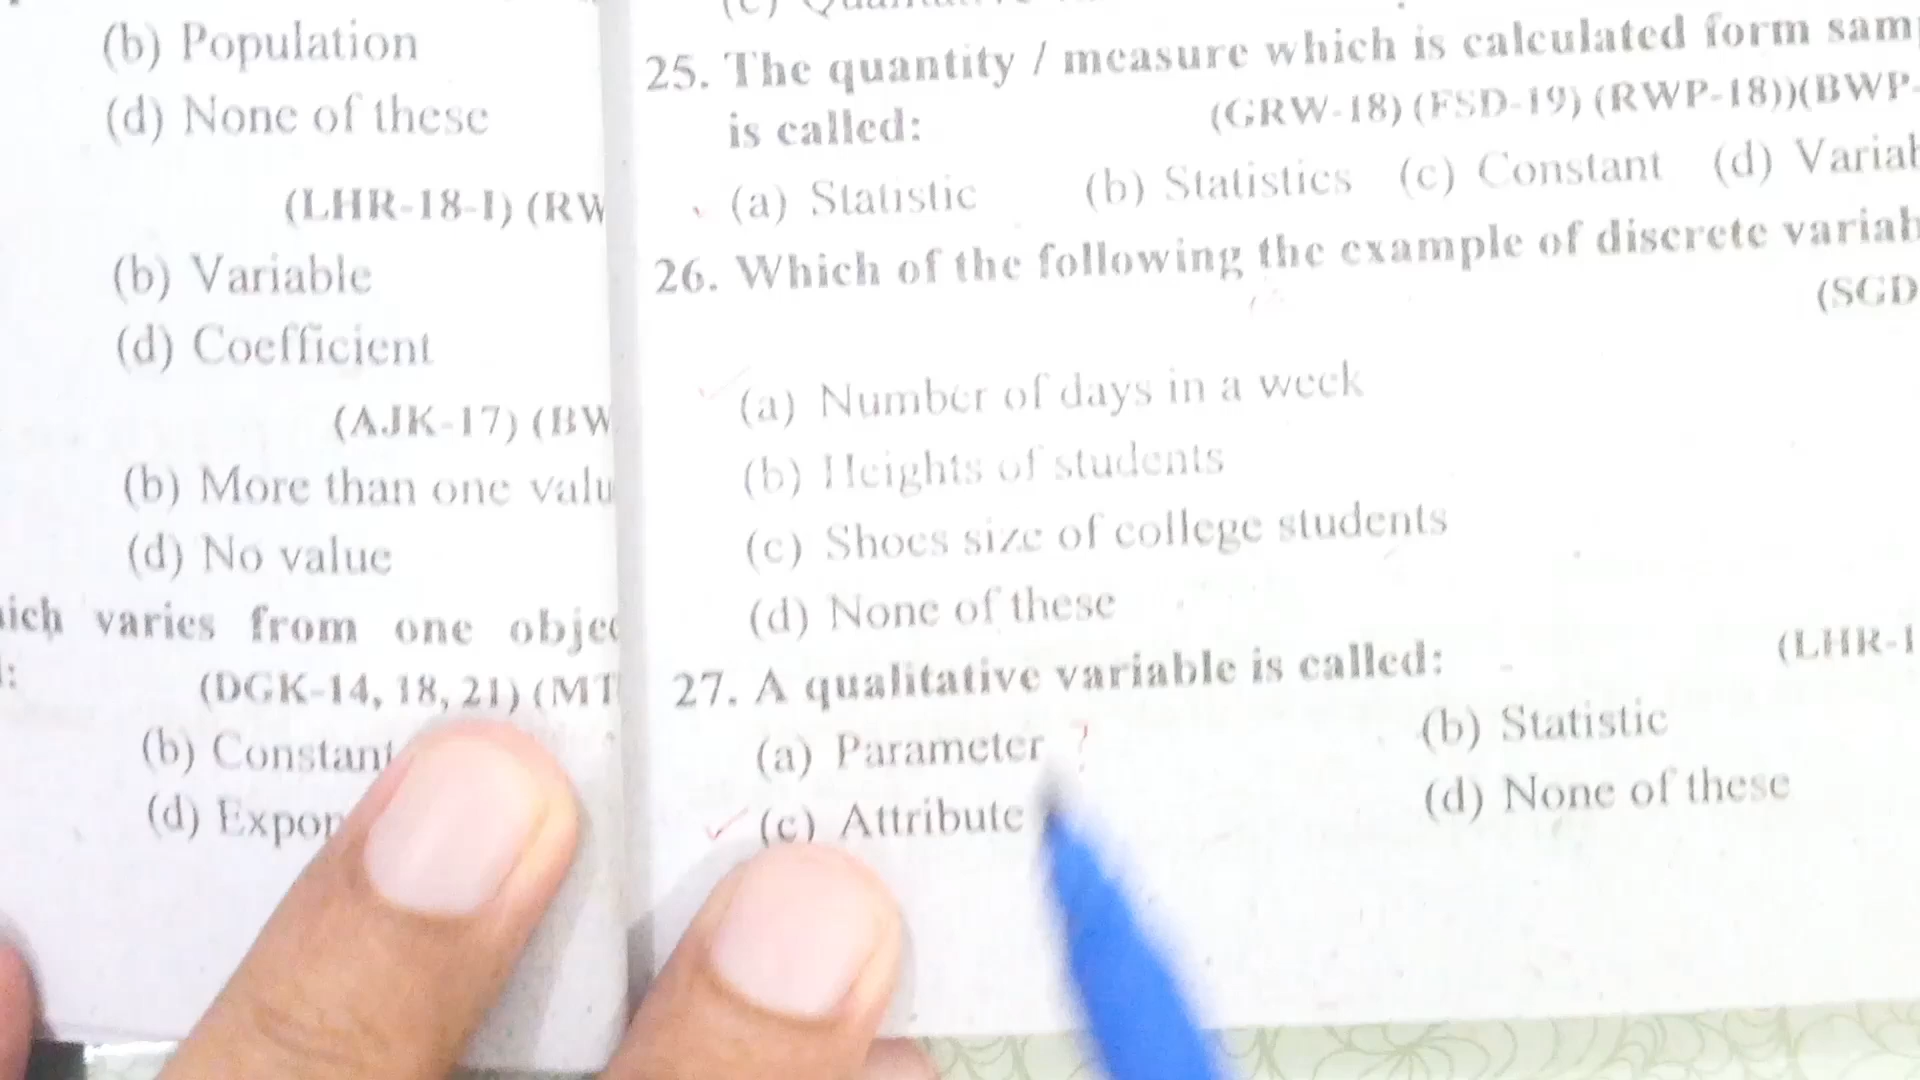 (b) Population
(d) None of these
(LHR-18-I) (RW
(b) Variable
(d) Coefficient
(AJK-17) (BW
(b) More than one valu
(d) No value
varies from one objec
(DGK-14, 18, 21) (MT
(b) Constant
(d) Expon
25. The quantity / measure which is calculated form sam
is called: (GRW-18) (FSD-19) (RWP-18))(BWP-
(a) Statistic (b) Statistics (c) Constant (d) Variab
26. Which of the following the example of discrete variab
(SGD
(a) Number of days in a week
(b) Heights of students
(c) Shoes size of college students
(d) None of these
27. A qualitative variable is called: (LHR-1
(a) Parameter ? (b) Statistic
(c) Attribute (d) None of these